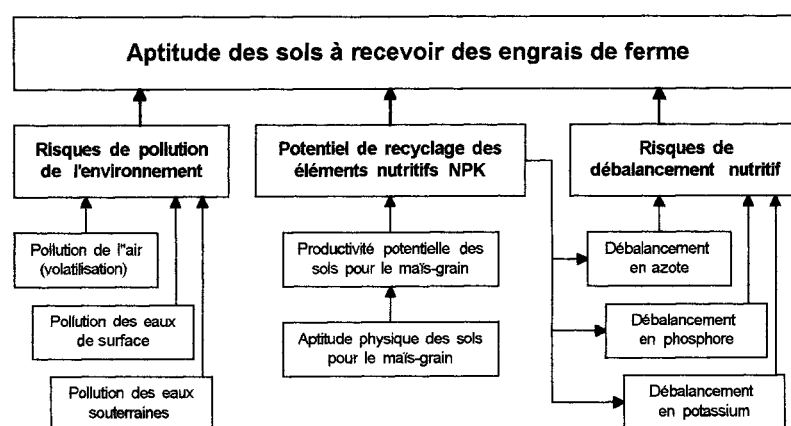 Aptitude des sols à recevoir des engrais de ferme
Risques de pollution
de l'environnement
Potentiel de recyclage des
éléments nutritifs NPK
Risques de
débalancement nutritif
Pollution de l''air
(volatilisation)
Productivité potentielle des
sols pour le maïs-grain
Débalancement
en azote
Pollution des eaux
de surface
Aptitude physique des sols
pour le maïs-grain
Débalancement
en phosphore
Pollution des eaux
souterraines
Débalancement
en potassium